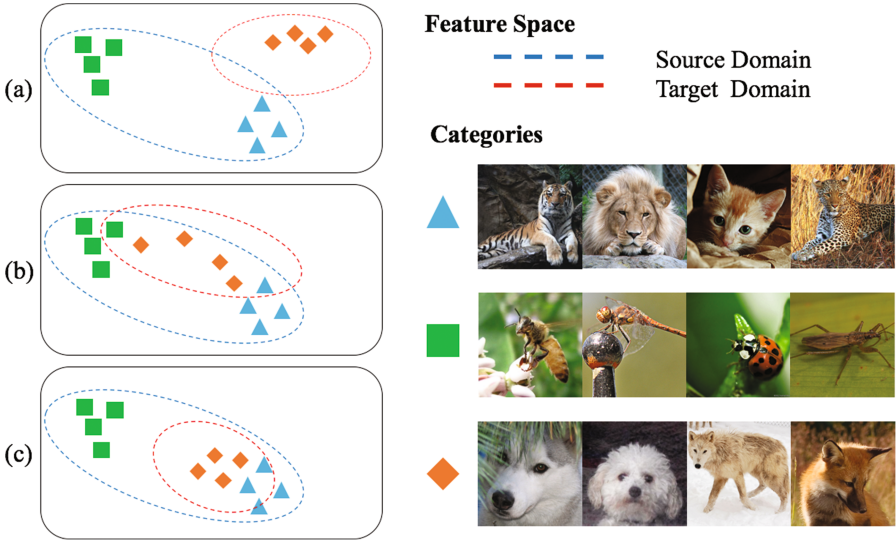 (a)
(b)
(c)
Feature Space
Source Domain
Target Domain
Categories